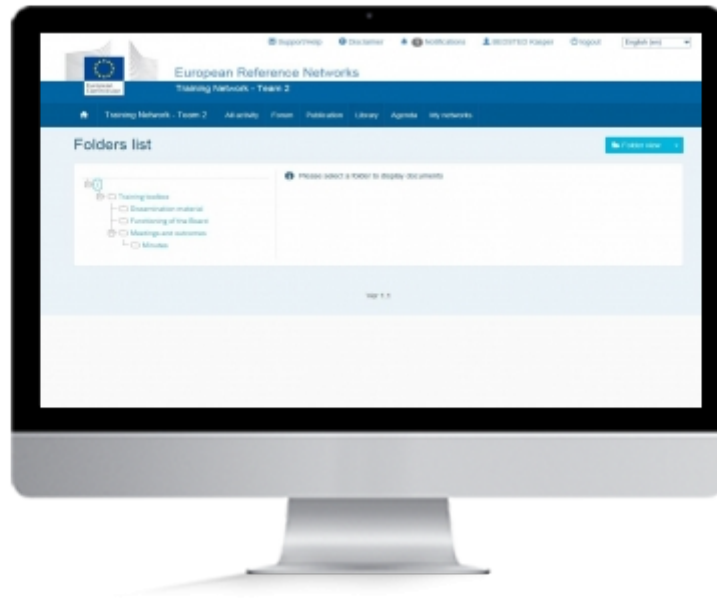 Support/Help Disclaimer Notifications logout English (en)
European Reference Networks
Training Network - Team 2
European Commission
Training Network - Team 2 All activity Forum Publication Library Agenda My networks
Folders list
Folder view
Please select a folder to display documents
Training toolbox
Dissemination material
Functioning of the Board
Meetings and outcomes
Minutes